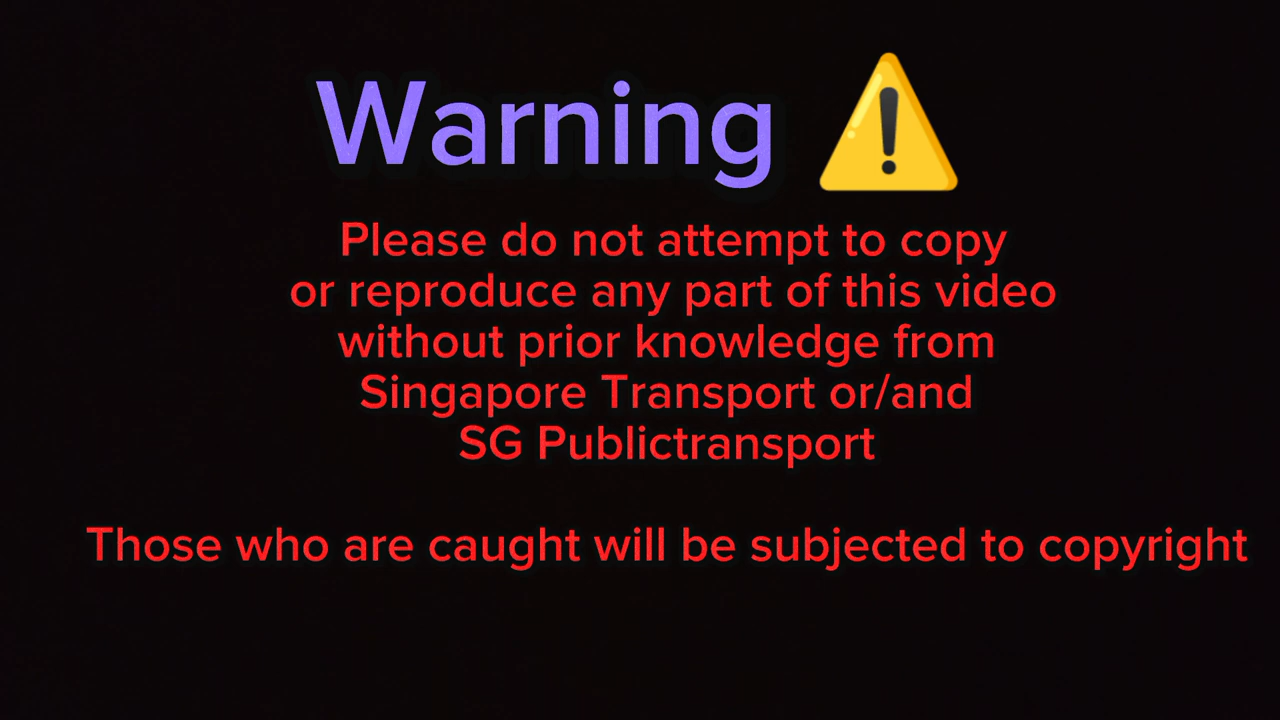 Warning ⚠️
Please do not attempt to copy
or reproduce any part of this video
without prior knowledge from
Singapore Transport or/and
SG Publictransport
Those who are caught will be subjected to copyright